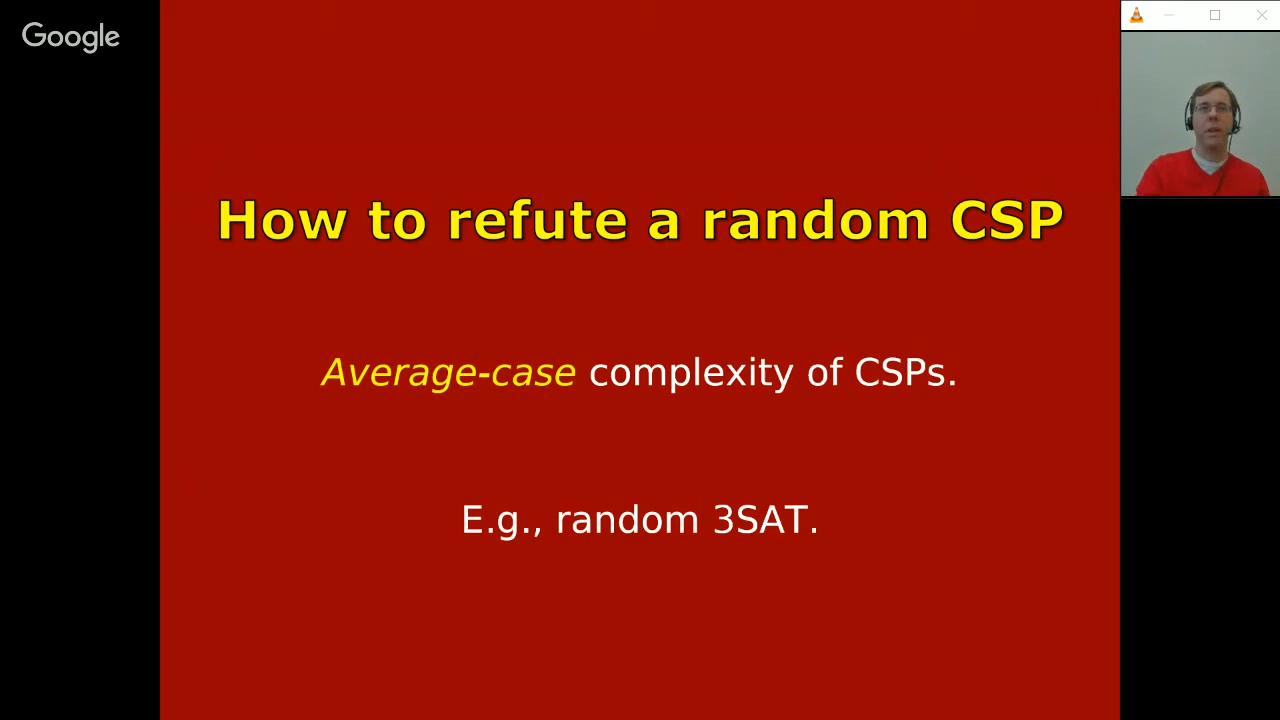 Google
How to refute a random CSP
Average-case complexity of CSPs.
E.g., random 3SAT.